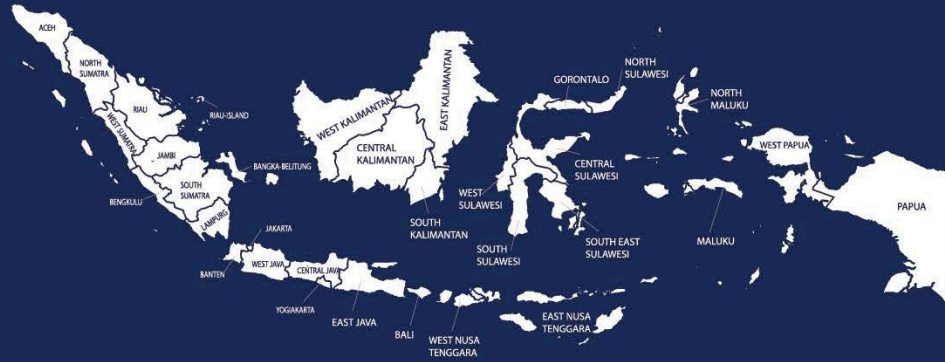 ACEH
NORTH
SUMATRA
RIAU
RIAU-ISLAND
WEST SUMATRA
JAMBI
BANGKA-BELITUNG
SOUTH
SUMATRA
BENGKULU
LAMPURG
JAKARTA
BANTEN
WEST JAVA
CENTRAL JAVA
YOGIAKARTA
EAST JAVA
BALI
WEST NUSA
TENGGARA
EAST NUSA
TENGGARA
WEST KALIMANTAN
CENTRAL
KALIMANTAN
EAST KALIMANTAN
SOUTH
KALIMANTAN
GORONTALO
NORTH
SULAWESI
CENTRAL
SULAWESI
WEST
SULAWESI
SOUTH
SULAWESI
SOUTH EAST
SULAWESI
NORTH
MALUKU
MALUKU
WEST PAPUA
PAPUA